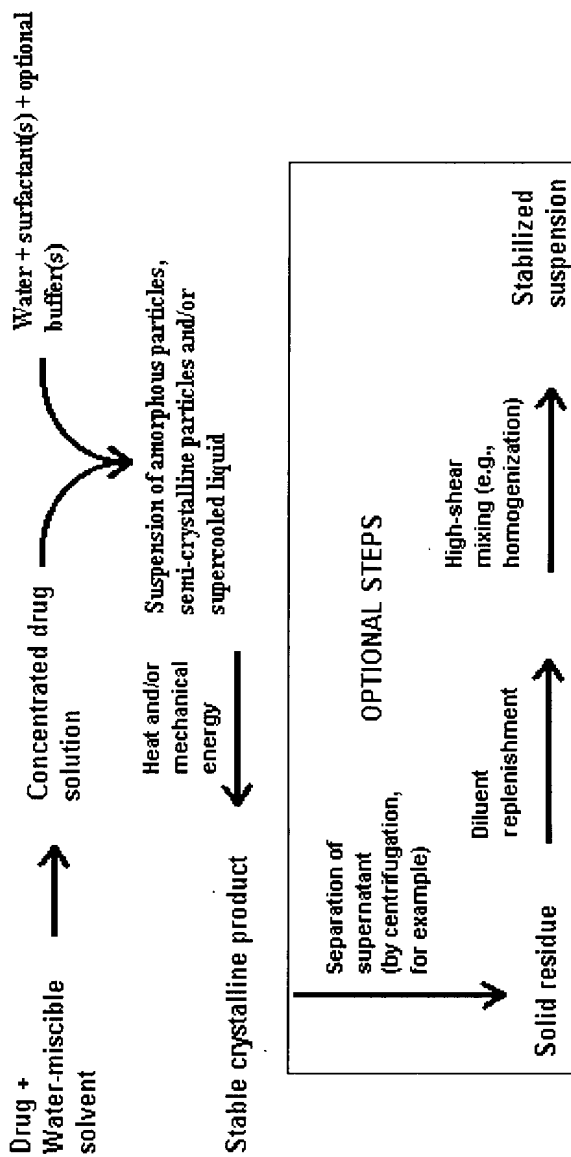 Drug +
Water-miscible
solvent
Concentrated drug
solution
Water + surfactant(s) + optional
buffer(s)
Suspension of amorphous particles,
semi-crystalline particles and/or
supercooled liquid
Heat and/or
mechanical
energy
Stable crystalline product
OPTIONAL STEPS
Separation of
supernatant
(by centrifugation,
for example)
Solid residue
Diluent
replenishment
High-shear
mixing (e.g.,
homogenization)
Stabilized
suspension